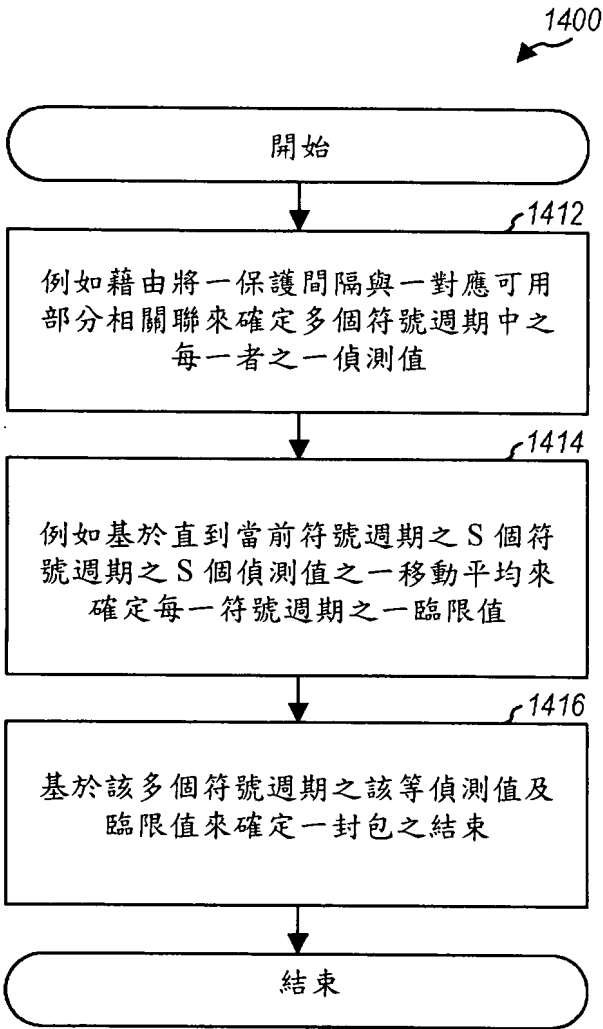 1400
開始
1412
例如藉由將一保護間隔與一對應可用
部分相關聯來確定多個符號週期中之
每一者之一偵測值
1414
例如基於直到當前符號週期之 S 個符
號週期之 S 個偵測值之一移動平均來
確定每一符號週期之一臨限值
1416
基於該多個符號週期之該等偵測值及
臨限值來確定一封包之結束
結束